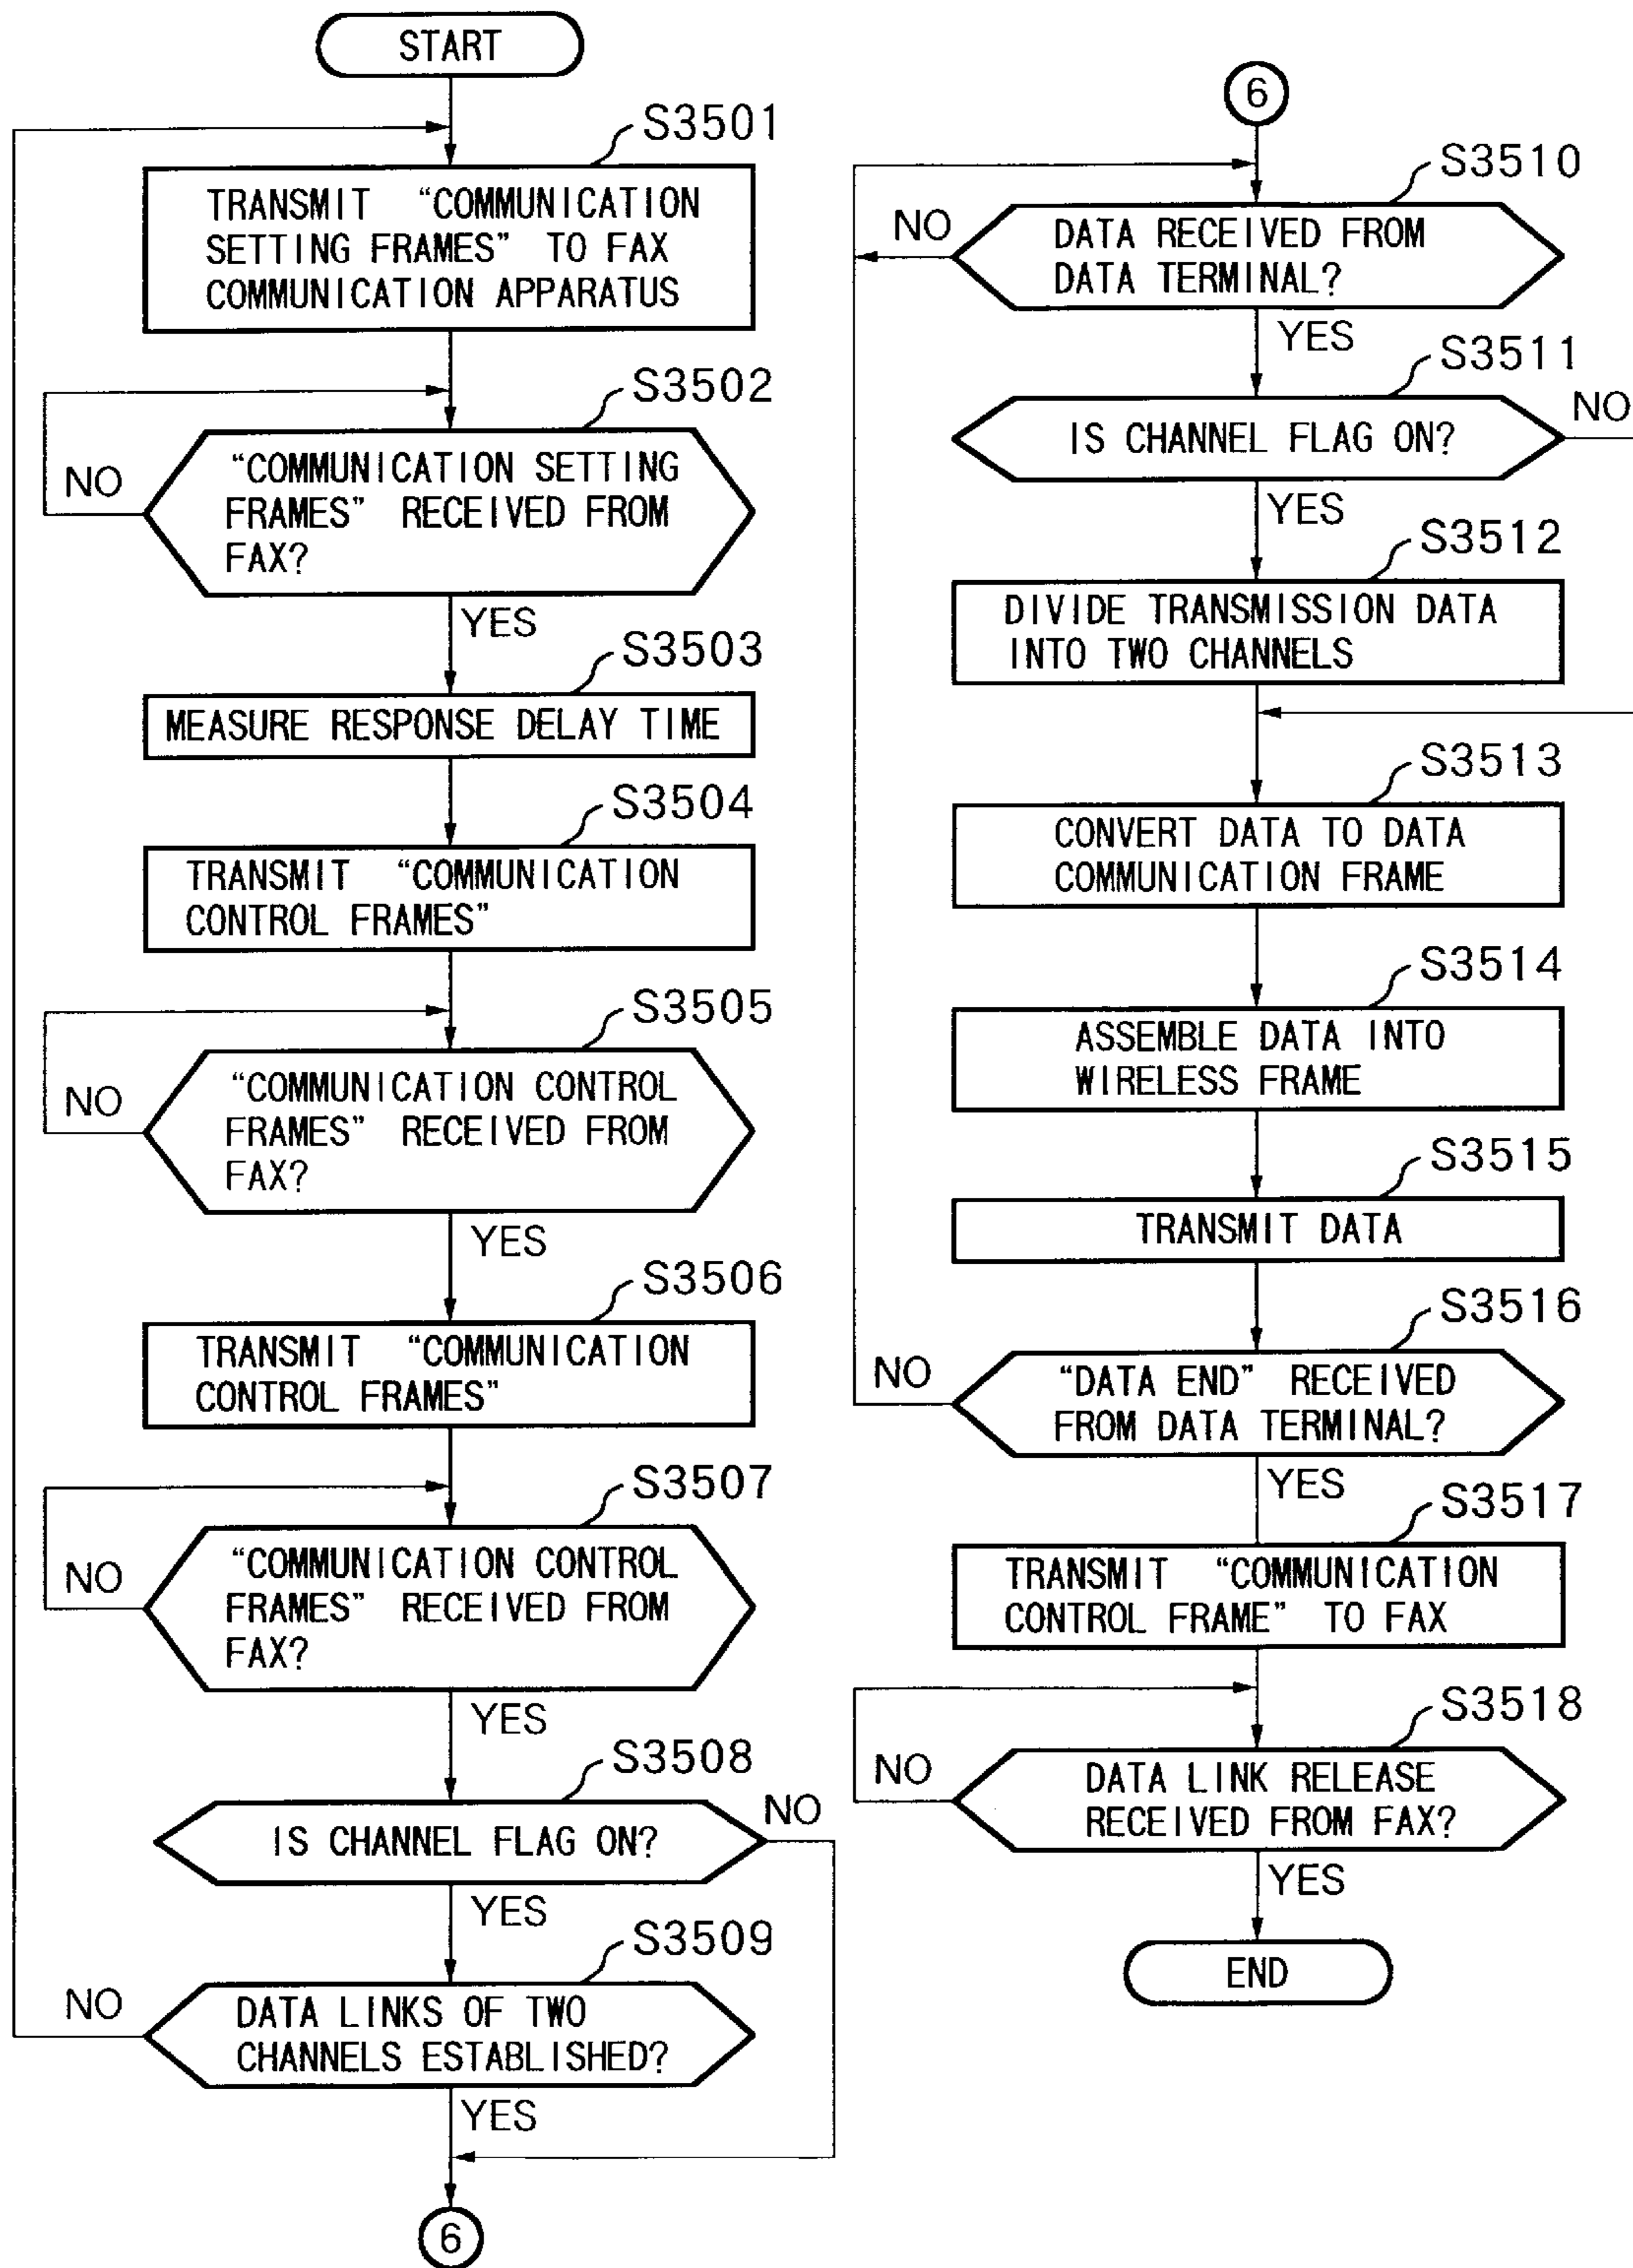 START
S3501
TRANSMIT “COMMUNICATION
SETTING FRAMES” TO FAX
COMMUNICATION APPARATUS
S3502
NO
“COMMUNICATION SETTING
FRAMES” RECEIVED FROM
FAX?
YES
S3503
MEASURE RESPONSE DELAY TIME
S3504
TRANSMIT “COMMUNICATION
CONTROL FRAMES”
S3505
NO
“COMMUNICATION CONTROL
FRAMES” RECEIVED FROM
FAX?
YES
S3506
TRANSMIT “COMMUNICATION
CONTROL FRAMES”
S3507
NO
“COMMUNICATION CONTROL
FRAMES” RECEIVED FROM
FAX?
YES
S3508
NO
IS CHANNEL FLAG ON?
YES
S3509
NO
DATA LINKS OF TWO
CHANNELS ESTABLISHED?
YES
6
6
S3510
NO
DATA RECEIVED FROM
DATA TERMINAL?
YES
S3511
NO
IS CHANNEL FLAG ON?
YES
S3512
DIVIDE TRANSMISSION DATA
INTO TWO CHANNELS
S3513
CONVERT DATA TO DATA
COMMUNICATION FRAME
S3514
ASSEMBLE DATA INTO
WIRELESS FRAME
S3515
TRANSMIT DATA
S3516
NO
“DATA END” RECEIVED
FROM DATA TERMINAL?
YES
S3517
TRANSMIT “COMMUNICATION
CONTROL FRAME” TO FAX
S3518
NO
DATA LINK RELEASE
RECEIVED FROM FAX?
YES
END